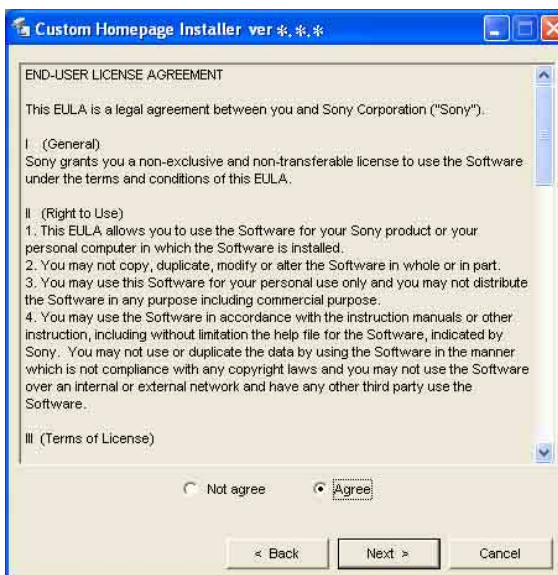 Custom Homepage Installer ver *.*.*
END-USER LICENSE AGREEMENT
This EULA is a legal agreement between you and Sony Corporation ("Sony").
I (General)
Sony grants you a non-exclusive and non-transferable license to use the Software
under the terms and conditions of this EULA.
II (Right to Use)
1. This EULA allows you to use the Software for your Sony product or your
personal computer in which the Software is installed.
2. You may not copy, duplicate, modify or alter the Software in whole or in part.
3. You may use this Software for your personal use only and you may not distribute
the Software in any purpose including commercial purpose.
4. You may use the Software in accordance with the instruction manuals or other
instruction, including without limitation the help file for the Software, indicated by
Sony. You may not use or duplicate the data by using the Software in the manner
which is not compliance with any copyright laws and you may not use the Software
over an internal or external network and have any other third party use the
Software.
III (Terms of License)
Not agree
Agree
< Back
Next >
Cancel